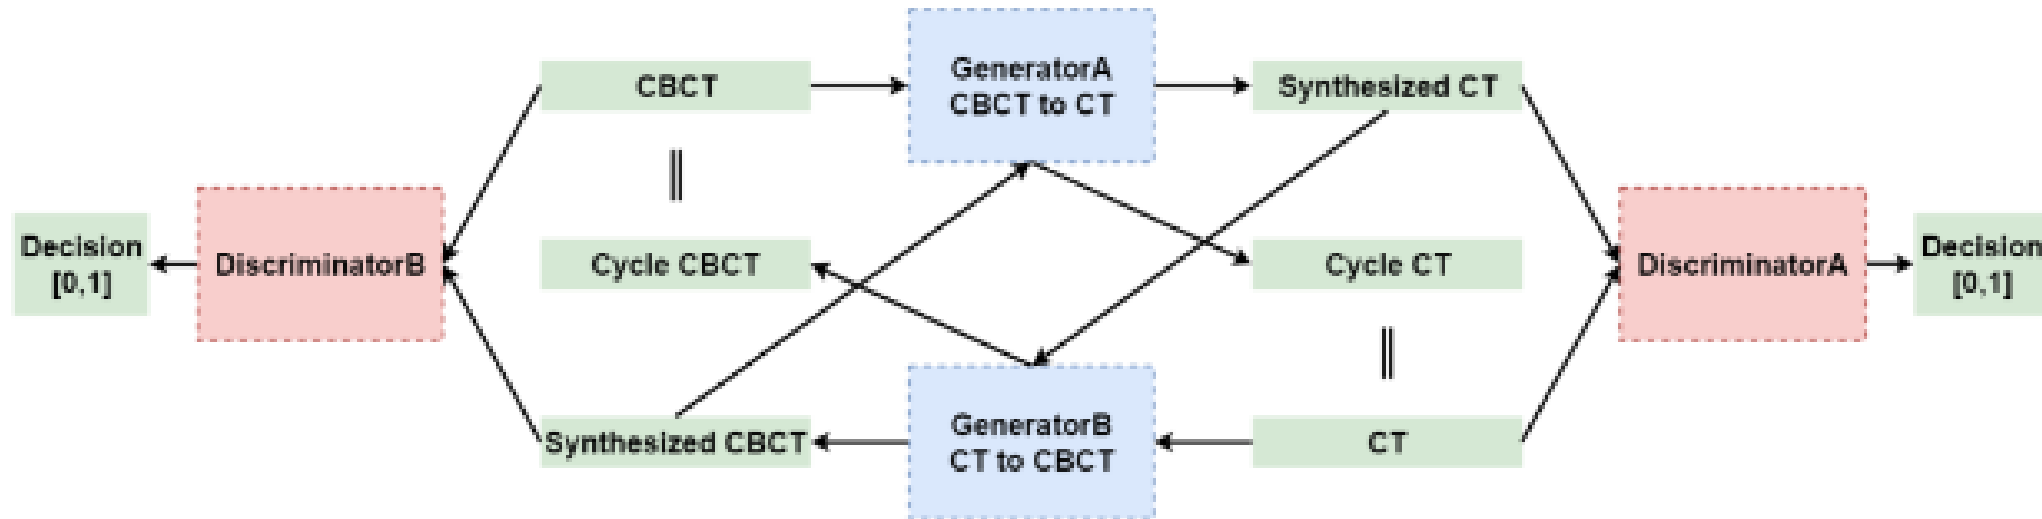 CBCT
GeneratorA
CBCT to CT
Synthesized CT
Decision
[0,1]
DiscriminatorB
Cycle CBCT
Cycle CT
DiscriminatorA
Decision
[0,1]
Synthesized CBCT
GeneratorB
CT to CBCT
CT